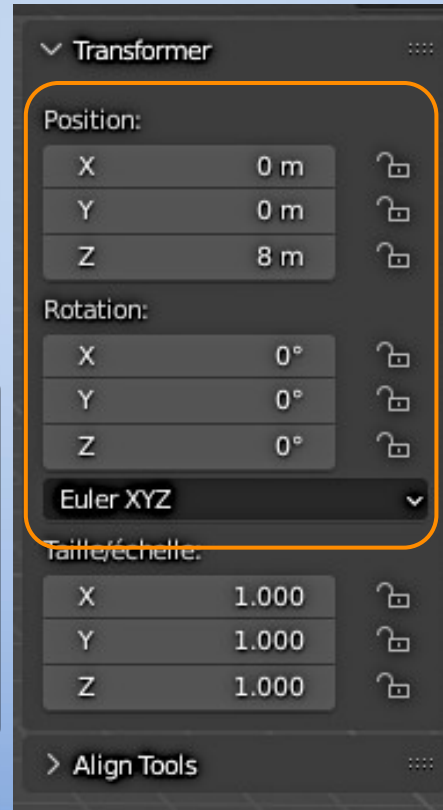 Transformer
Position:
X 0 m
Y 0 m
Z 8 m
Rotation:
X 0°
Y 0°
Z 0°
Euler XYZ
Taille/échelle:
X 1.000
Y 1.000
Z 1.000
Align Tools